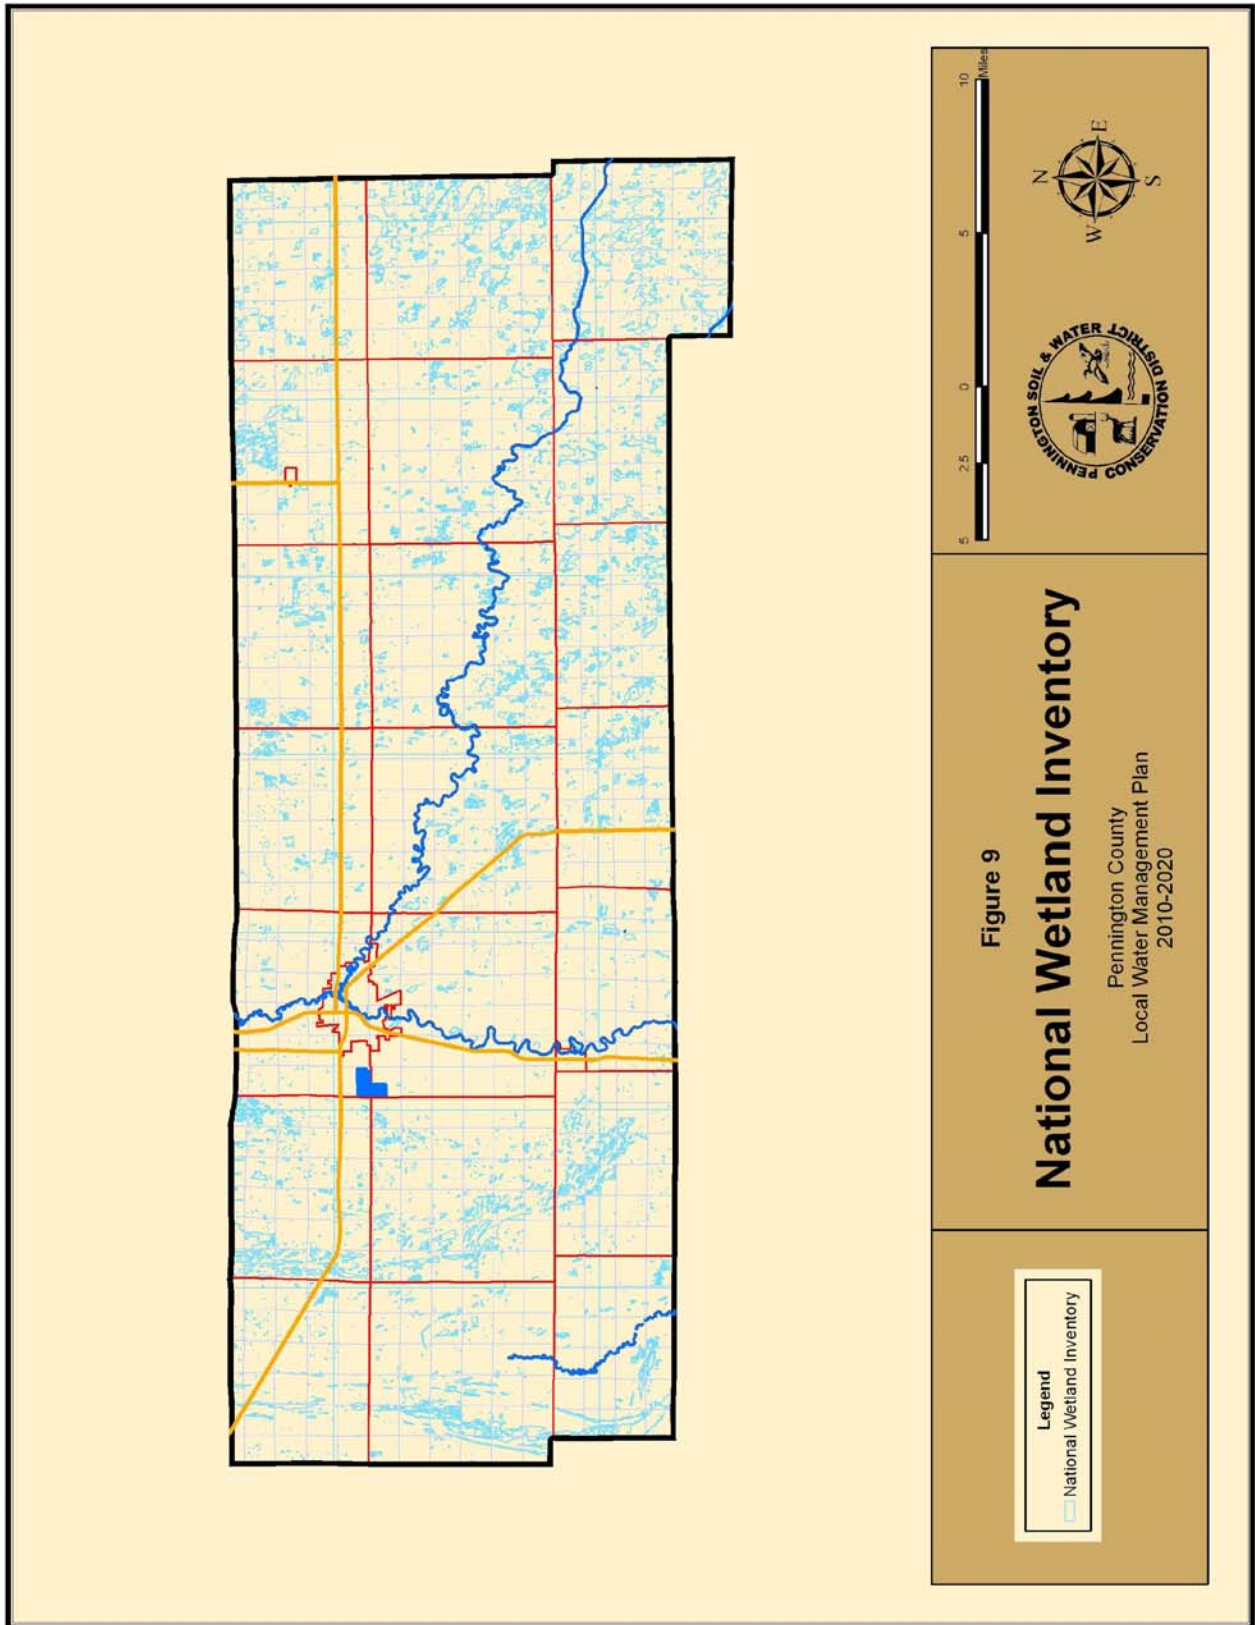 Legend
National Wetland Inventory
Figure 9
National Wetland Inventory
Pennington County
Local Water Management Plan
2010-2020
5
2.5
0
5
10
Miles
PENNINGTON SOIL & WATER
CONSERVATION DISTRICT
N
W
E
S